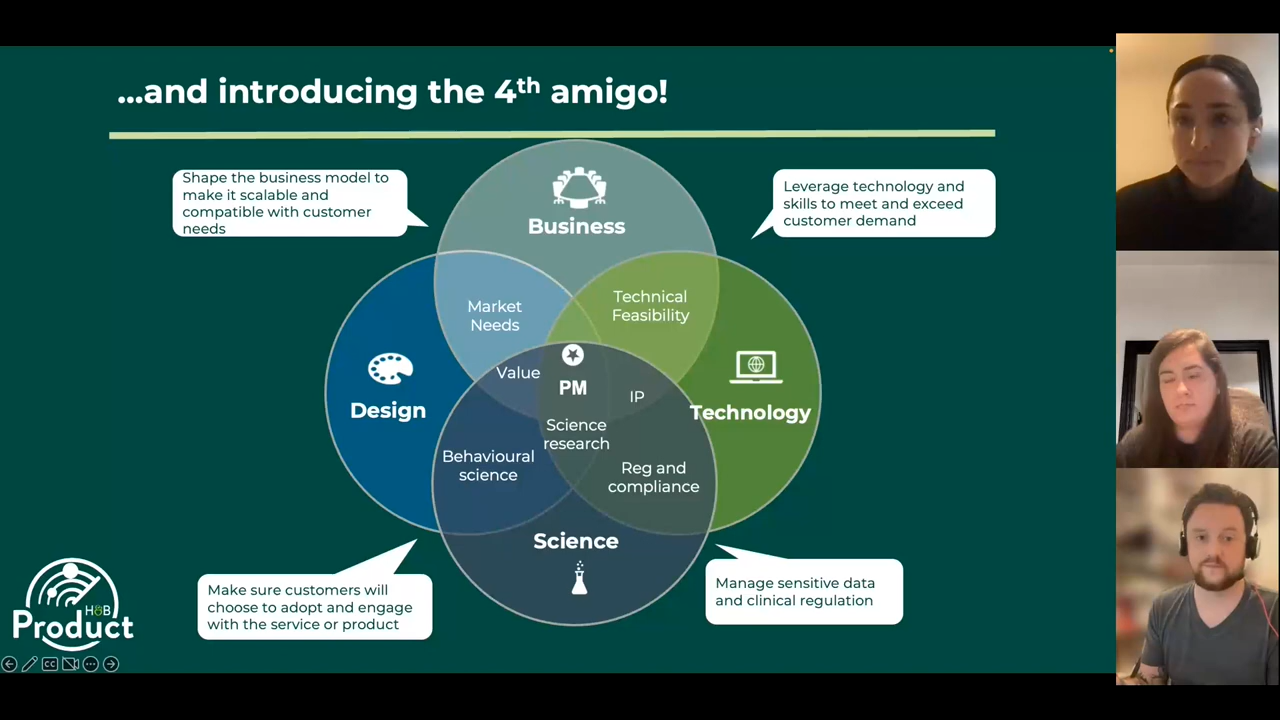 ...and introducing the 4th amigo!
Shape the business model to
make it scalable and
compatible with customer
needs
Leverage technology and
skills to meet and exceed
customer demand
Business
Market
Needs
Technical
Feasibility
Design
Value
PM
IP
Technology
Science
research
Behavioural
science
Reg and
compliance
Science
Make sure customers will
choose to adopt and engage
with the service or product
Manage sensitive data
and clinical regulation
H&B
Product
CC